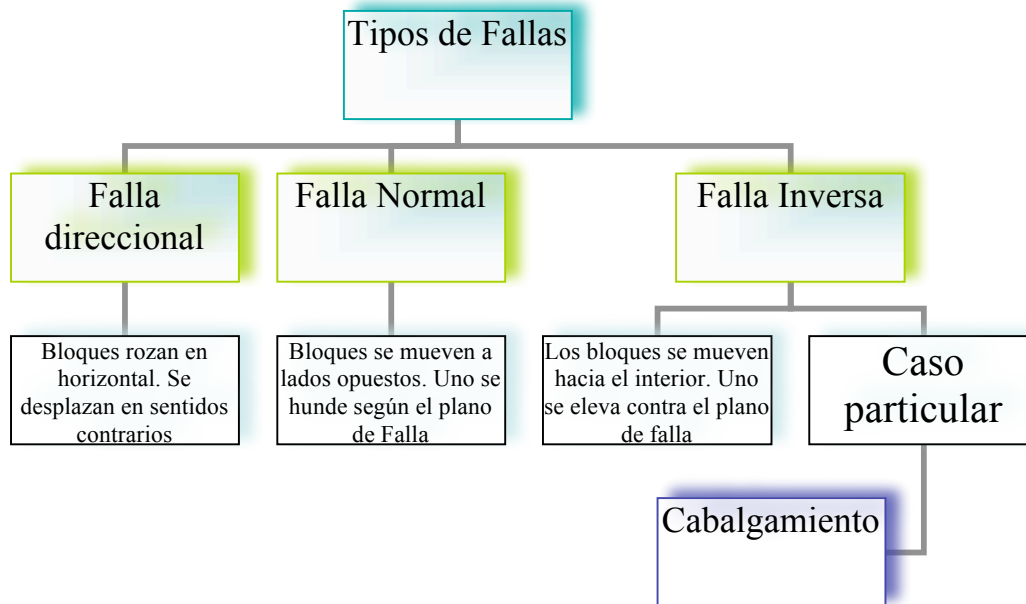 Tipos de Fallas
Falla
direccional
Falla Normal
Falla Inversa
Bloques rozan en
horizontal. Se
desplazan en sentidos
contrarios
Bloques se mueven a
lados opuestos. Uno se
hunde según el plano
de Falla
Los bloques se mueven
hacia el interior. Uno
se eleva contra el plano
de falla
Caso
particular
Cabalgamiento